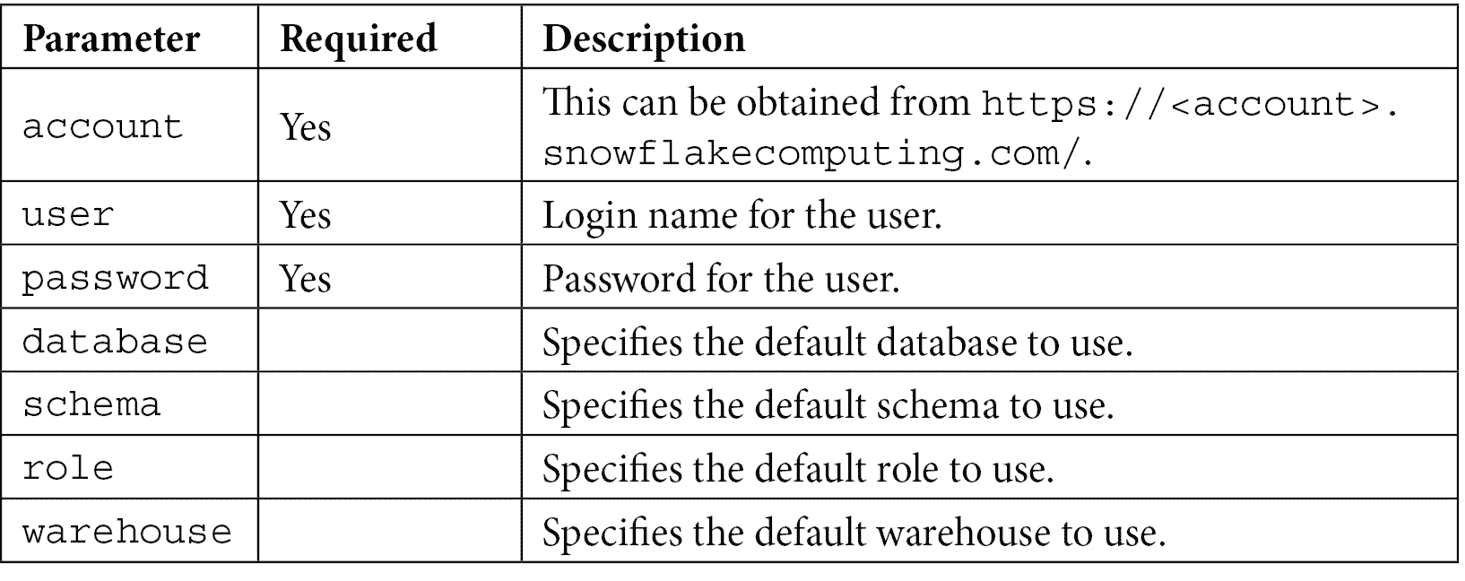 Parameter Required Description
account Yes This can be obtained from https://<account>.
snowflakecomputing.com/.
user Yes Login name for the user.
password Yes Password for the user.
database Specifies the default database to use.
schema Specifies the default schema to use.
role Specifies the default role to use.
warehouse Specifies the default warehouse to use.